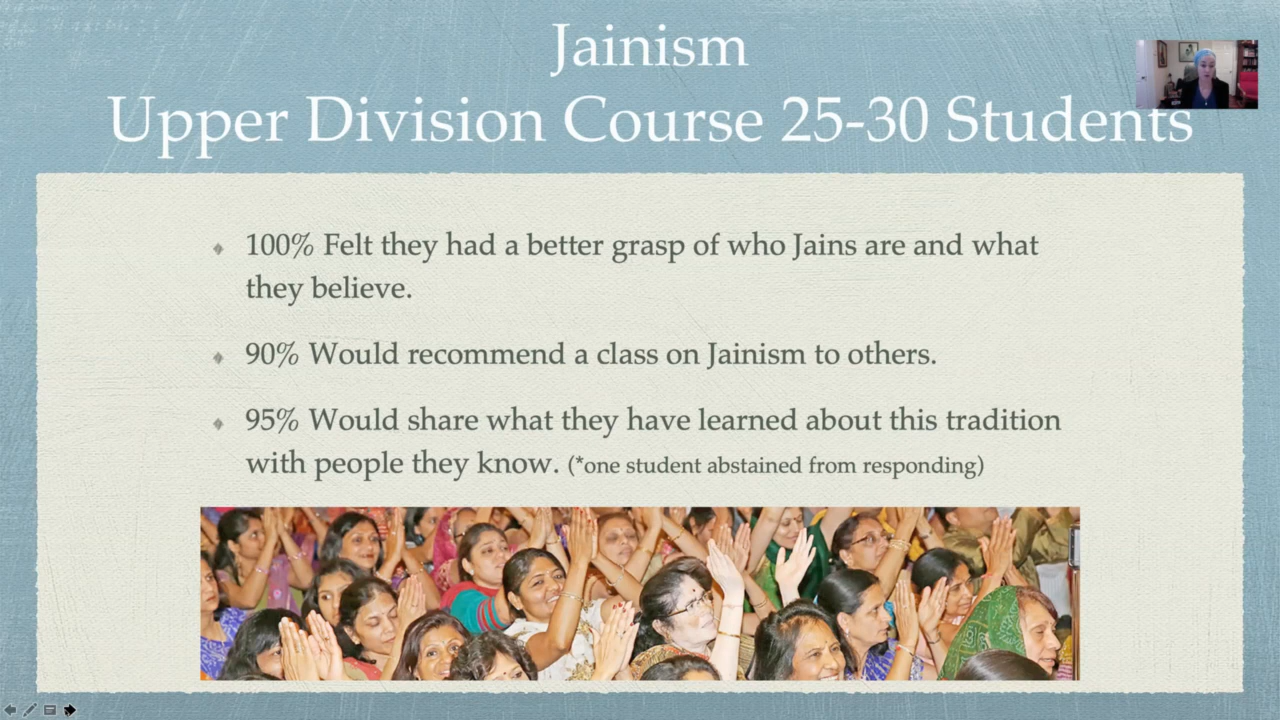 Jainism
Upper Division Course 25-30 Students
100% Felt they had a better grasp of who Jains are and what
they believe.
90% Would recommend a class on Jainism to others.
95% Would share what they have learned about this tradition
with people they know. (*one student abstained from responding)